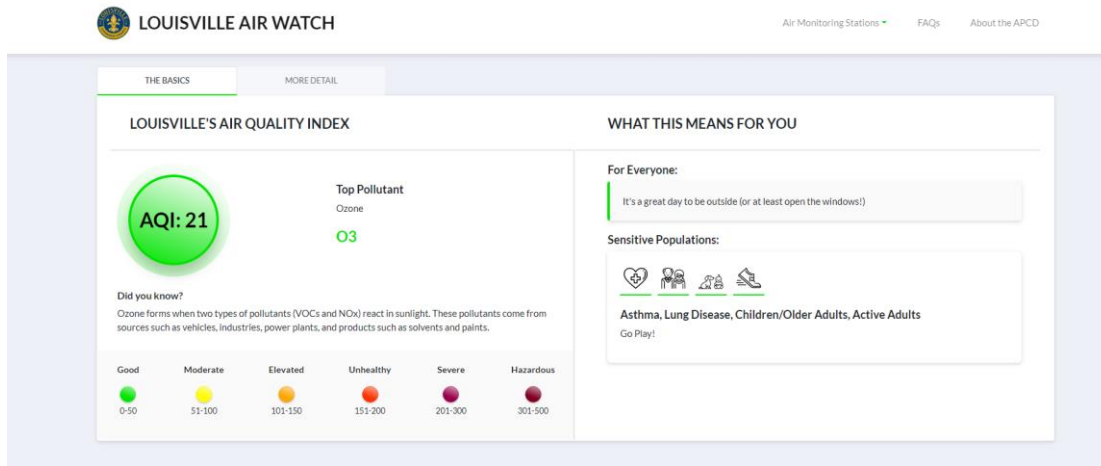 LOUISVILLE AIR WATCH
Air Monitoring Stations
FAQs
About the APCD
THE BASICS
MORE DETAIL
LOUISVILLE'S AIR QUALITY INDEX
AQI: 21
Top Pollutant
Ozone
O3
Did you know?
Ozone forms when two types of pollutants (VOCs and NOx) react in sunlight. These pollutants come from
sources such as vehicles, industries, power plants, and products such as solvents and paints.
Good
Moderate
Elevated
Unhealthy
Severe
Hazardous
0-50
51-100
101-150
151-200
201-300
301-500
WHAT THIS MEANS FOR YOU
For Everyone:
It's a great day to be outside (or at least open the windows!)
Sensitive Populations:
Asthma, Lung Disease, Children/Older Adults, Active Adults
Go Play!